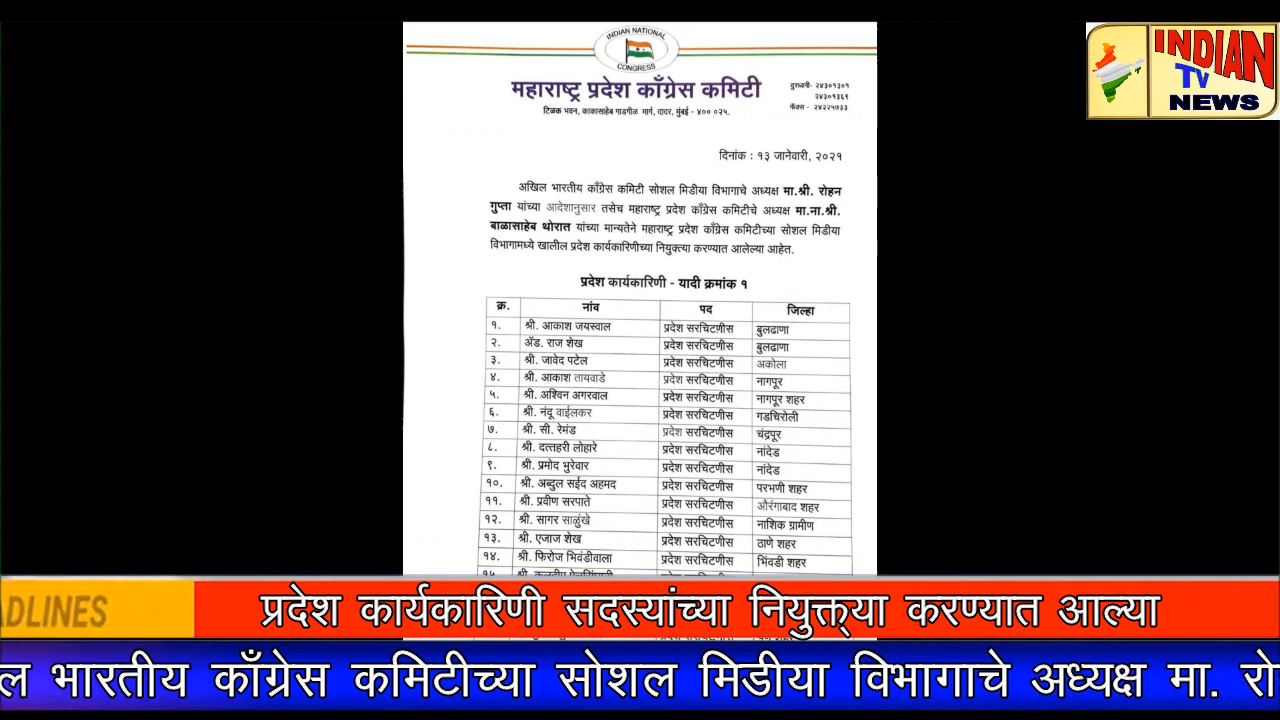 INDIAN NATIONAL
CONGRESS
महाराष्ट्र प्रदेश काँग्रेस कमिटी
टिळक भवन, काकासाहेब गाडगीळ मार्ग, दादर, मुंबई - ४०० ०२५.
दुरध्वनी- २४३०१३०१
२४३०१३६९
फॅक्स - २४२२५७३३
INDIAN
TV
NEWS
दिनांक : १३ जानेवारी, २०२१
अखिल भारतीय काँग्रेस कमिटी सोशल मिडीया विभागाचे अध्यक्ष मा.श्री. रोहन
गुप्ता यांच्या आदेशानुसार तसेच महाराष्ट्र प्रदेश काँग्रेस कमिटीचे अध्यक्ष मा.ना.श्री.
बाळासाहेब थोरात यांच्या मान्यतेने महाराष्ट्र प्रदेश काँग्रेस कमिटीच्या सोशल मिडीया
विभागामध्ये खालील प्रदेश कार्यकारिणीच्या नियुक्त्या करण्यात आलेल्या आहेत.
प्रदेश कार्यकारिणी - यादी क्रमांक १
क्र. नांव पद जिल्हा
१. श्री. आकाश जयस्वाल प्रदेश सरचिटणीस बुलढाणा
२. ॲड. राज शेख प्रदेश सरचिटणीस बुलढाणा
३. श्री. जावेद पटेल प्रदेश सरचिटणीस अकोला
४. श्री. आकाश तायवाडे प्रदेश सरचिटणीस नागपूर
५. श्री. अश्विन अगरवाल प्रदेश सरचिटणीस नागपूर शहर
६. श्री. नंदू वाईलकर प्रदेश सरचिटणीस गडचिरोली
७. श्री. सी. रेमंड प्रदेश सरचिटणीस चंद्रपूर
८. श्री. दत्तहरी लोहारे प्रदेश सरचिटणीस नांदेड
९. श्री. प्रमोद भुरेवार प्रदेश सरचिटणीस नांदेड
१०. श्री. अब्दुल सईद अहमद प्रदेश सरचिटणीस परभणी शहर
११. श्री. प्रवीण सरपाते प्रदेश सरचिटणीस औरंगाबाद शहर
१२. श्री. सागर साळुंखे प्रदेश सरचिटणीस नाशिक ग्रामीण
१३. श्री. एजाज शेख प्रदेश सरचिटणीस ठाणे शहर
१४. श्री. फिरोज भिवंडीवाला प्रदेश सरचिटणीस भिंवडी शहर
ADLINES
प्रदेश कार्यकारिणी सदस्यांच्या नियुक्त्या करण्यात आल्या
ल भारतीय काँग्रेस कमिटीच्या सोशल मिडीया विभागाचे अध्यक्ष मा. रो